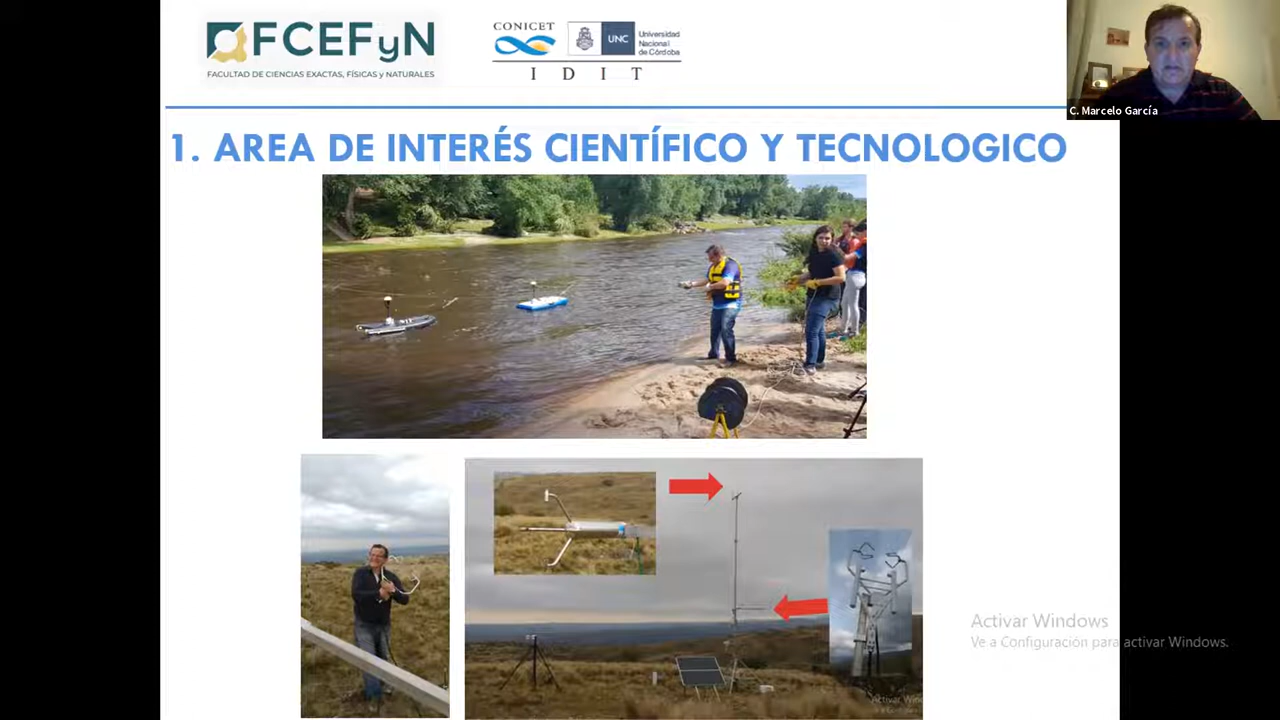 FCEFyN
FACULTAD DE CIENCIAS EXACTAS, FÍSICAS y NATURALES
CONICET
UNC
Universidad
Nacional
de Córdoba
I D I T
C. Marcelo García
1. AREA DE INTERÉS CIENTÍFICO Y TECNOLOGICO
Activar Windows
Ve a Configuración para activar Windows.